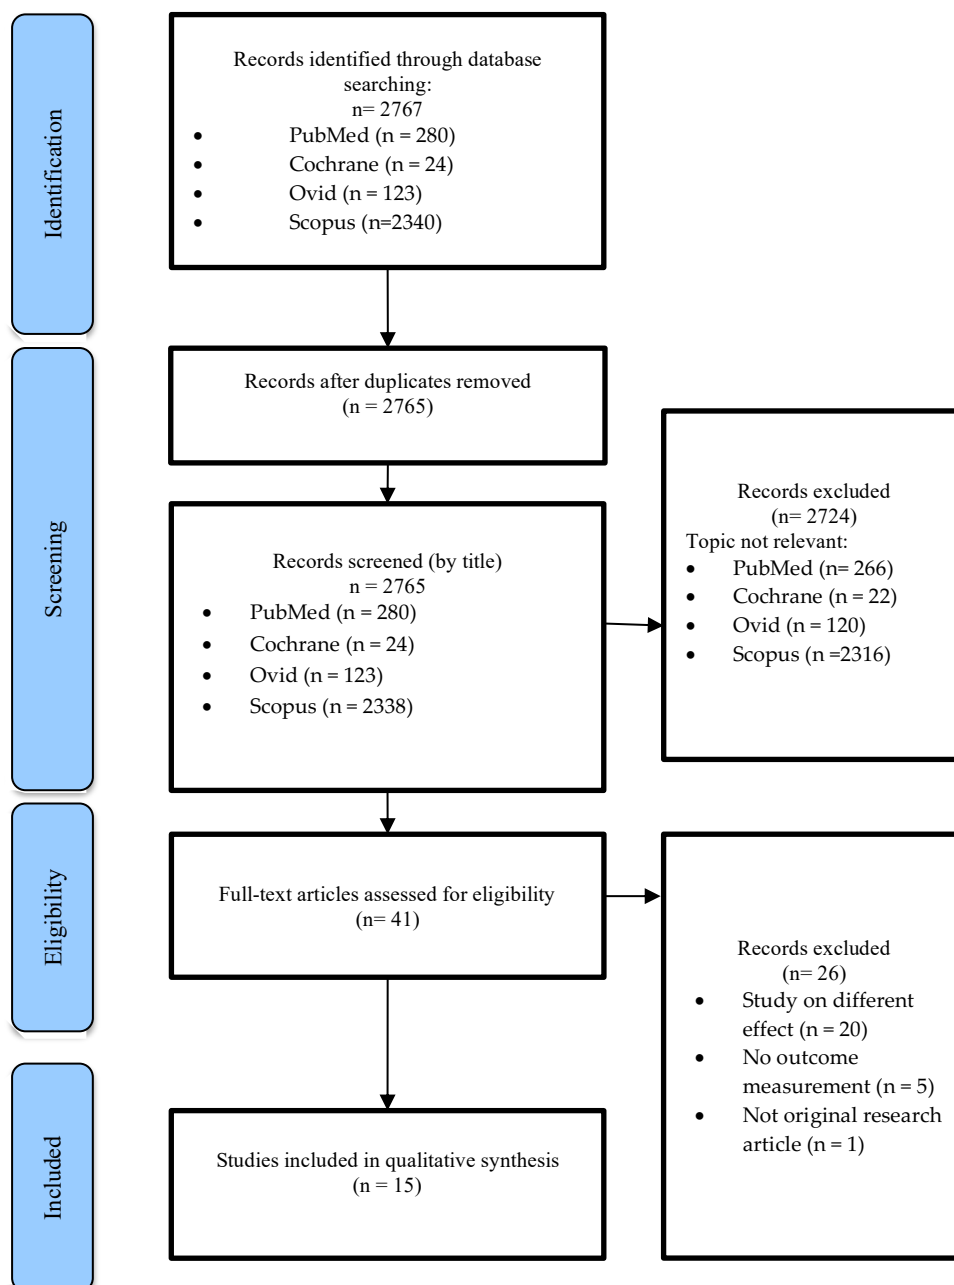 Identification
Records identified through database
searching:
n= 2767
• PubMed (n = 280)
• Cochrane (n = 24)
• Ovid (n = 123)
• Scopus (n=2340)
Screening
Records after duplicates removed
(n = 2765)
Records screened (by title)
n = 2765
• PubMed (n = 280)
• Cochrane (n = 24)
• Ovid (n = 123)
• Scopus (n = 2338)
Records excluded
(n= 2724)
Topic not relevant:
• PubMed (n= 266)
• Cochrane (n = 22)
• Ovid (n = 120)
• Scopus (n =2316)
Eligibility
Full-text articles assessed for eligibility
(n= 41)
Records excluded
(n= 26)
• Study on different
effect (n = 20)
• No outcome
measurement (n = 5)
• Not original research
article (n = 1)
Included
Studies included in qualitative synthesis
(n = 15)